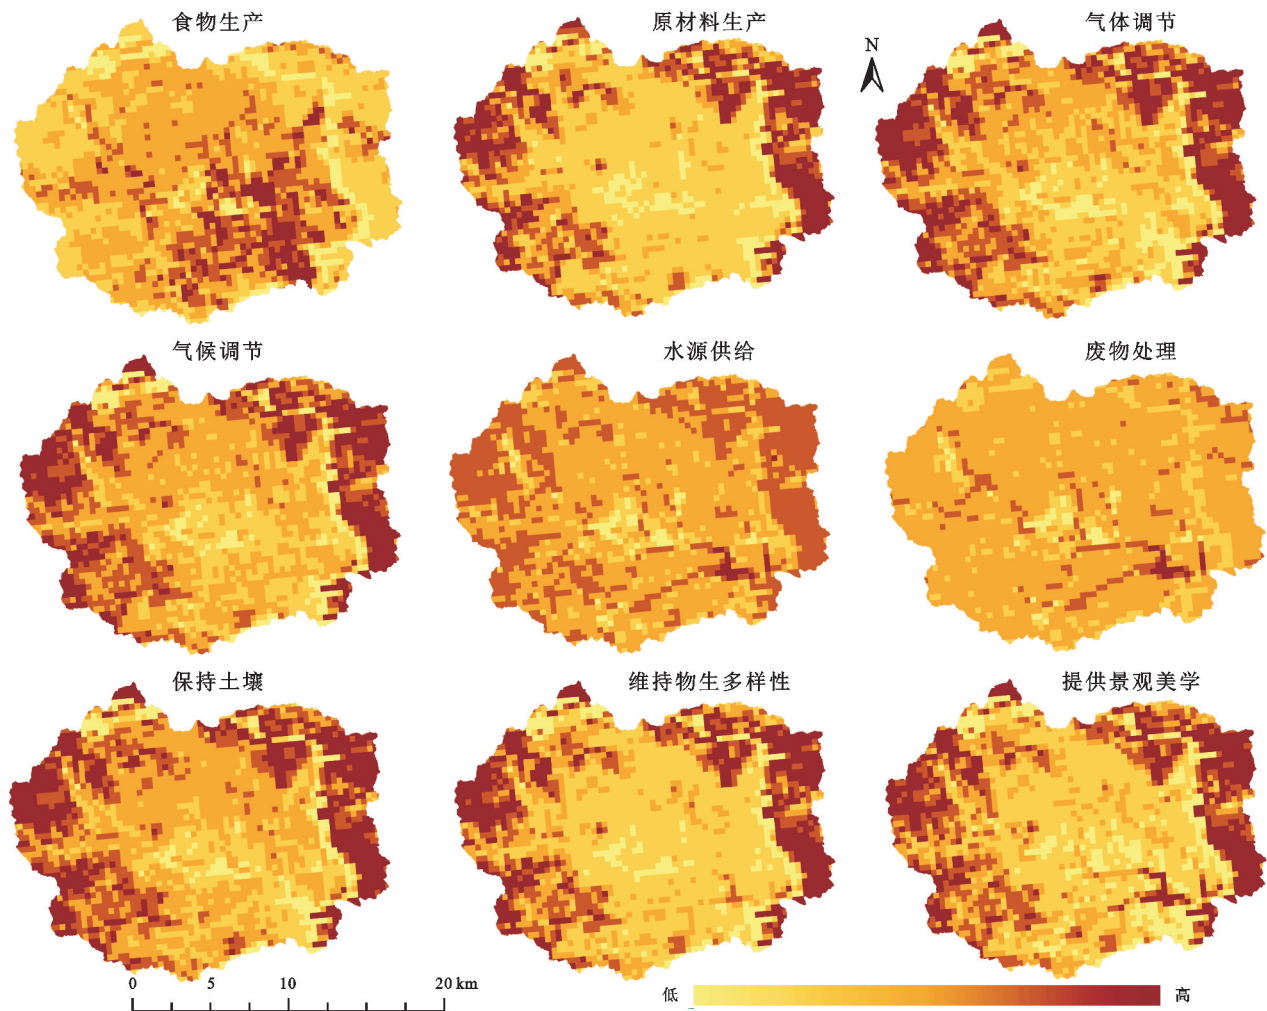 食物生产
原材料生产
气体调节
N
气候调节
水源供给
废物处理
保持土壤
维持物生多样性
提供景观美学
0 5 10 20 km
低 高